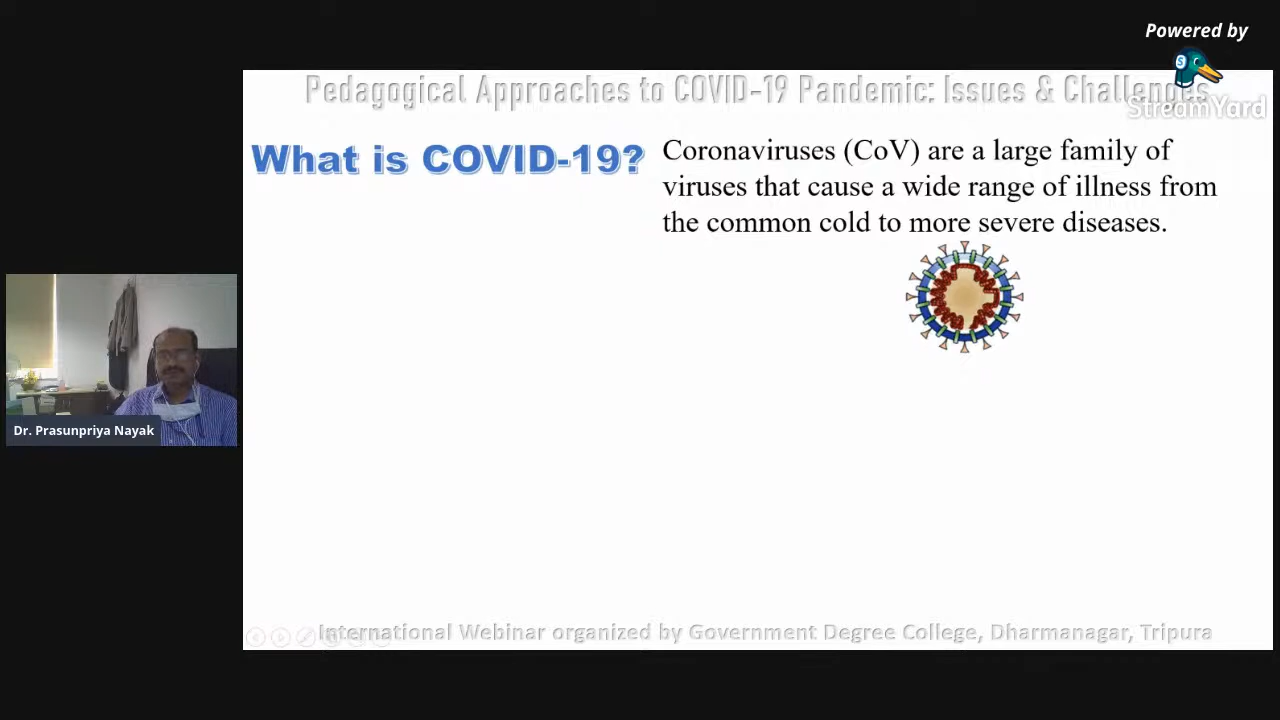 Powered by
StreamYard
Pedagogical Approaches to COVID-19 Pandemic: Issues & Challenges
What is COVID-19?
Coronaviruses (CoV) are a large family of
viruses that cause a wide range of illness from
the common cold to more severe diseases.
Dr. Prasunpriya Nayak
International Webinar organized by Government Degree College, Dharmanagar, Tripura